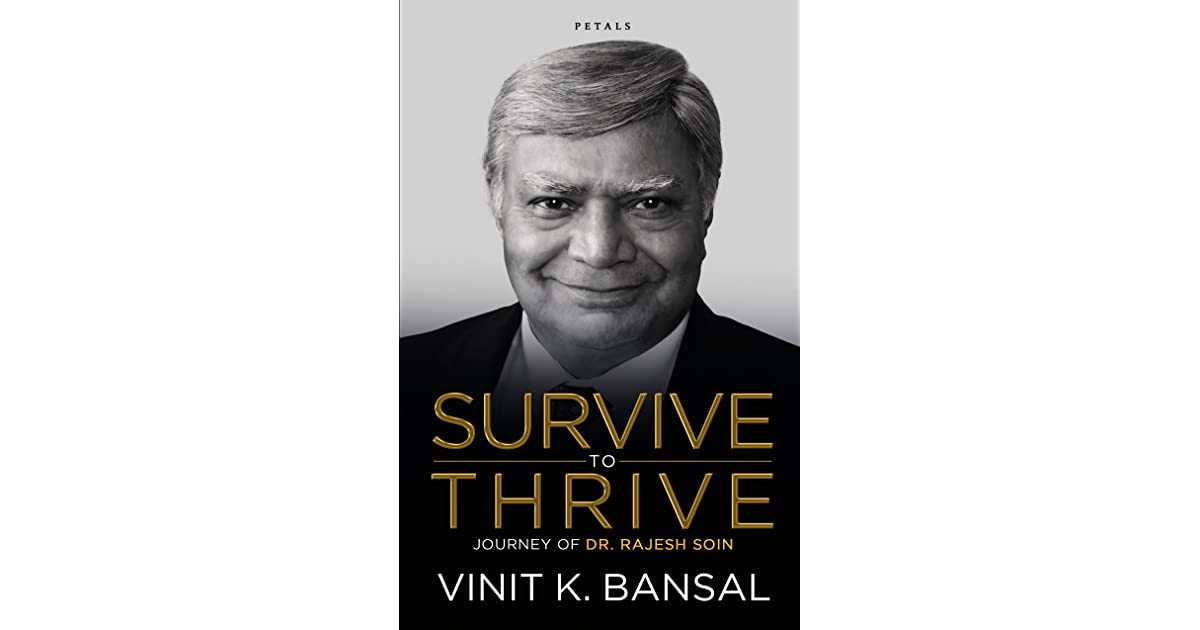 PETALS
SURVIVE
TO
THRIVE
JOURNEY OF DR. RAJESH SOIN
VINIT K. BANSAL